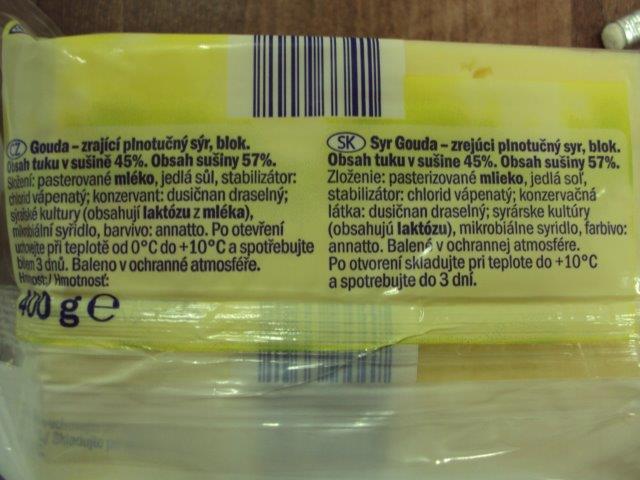 CZ Gouda – zrající plnotučný sýr, blok.
Obsah tuku v sušině 45%. Obsah sušiny 57%.
Složení: pasterované mléko, jedlá sůl, stabilizátor:
chlorid vápenatý; konzervant: dusičnan draselný;
sýrařské kultury (obsahují laktózu z mléka),
mikrobiální syřidlo, barvivo: annatto. Po otevření
uchovejte při teplotě od 0°C do +10°C a spotřebujte
během 3 dnů. Baleno v ochranné atmosféře.
Hmotnost:/ Hmotnosť:
400 g e
SK Syr Gouda – zrejúci plnotučný syr, blok.
Obsah tuku v sušine 45%. Obsah sušiny 57%.
Zloženie: pasterizované mlieko, jedlá soľ,
stabilizátor: chlorid vápenatý; konzervačná
látka: dusičnan draselný; syrárske kultúry
(obsahujú laktózu), mikrobiálne syridlo, farbivo:
annatto. Balené v ochrannej atmosfére.
Po otvorení skladujte pri teplote do +10°C
a spotrebujte do 3 dní.
Skladujte